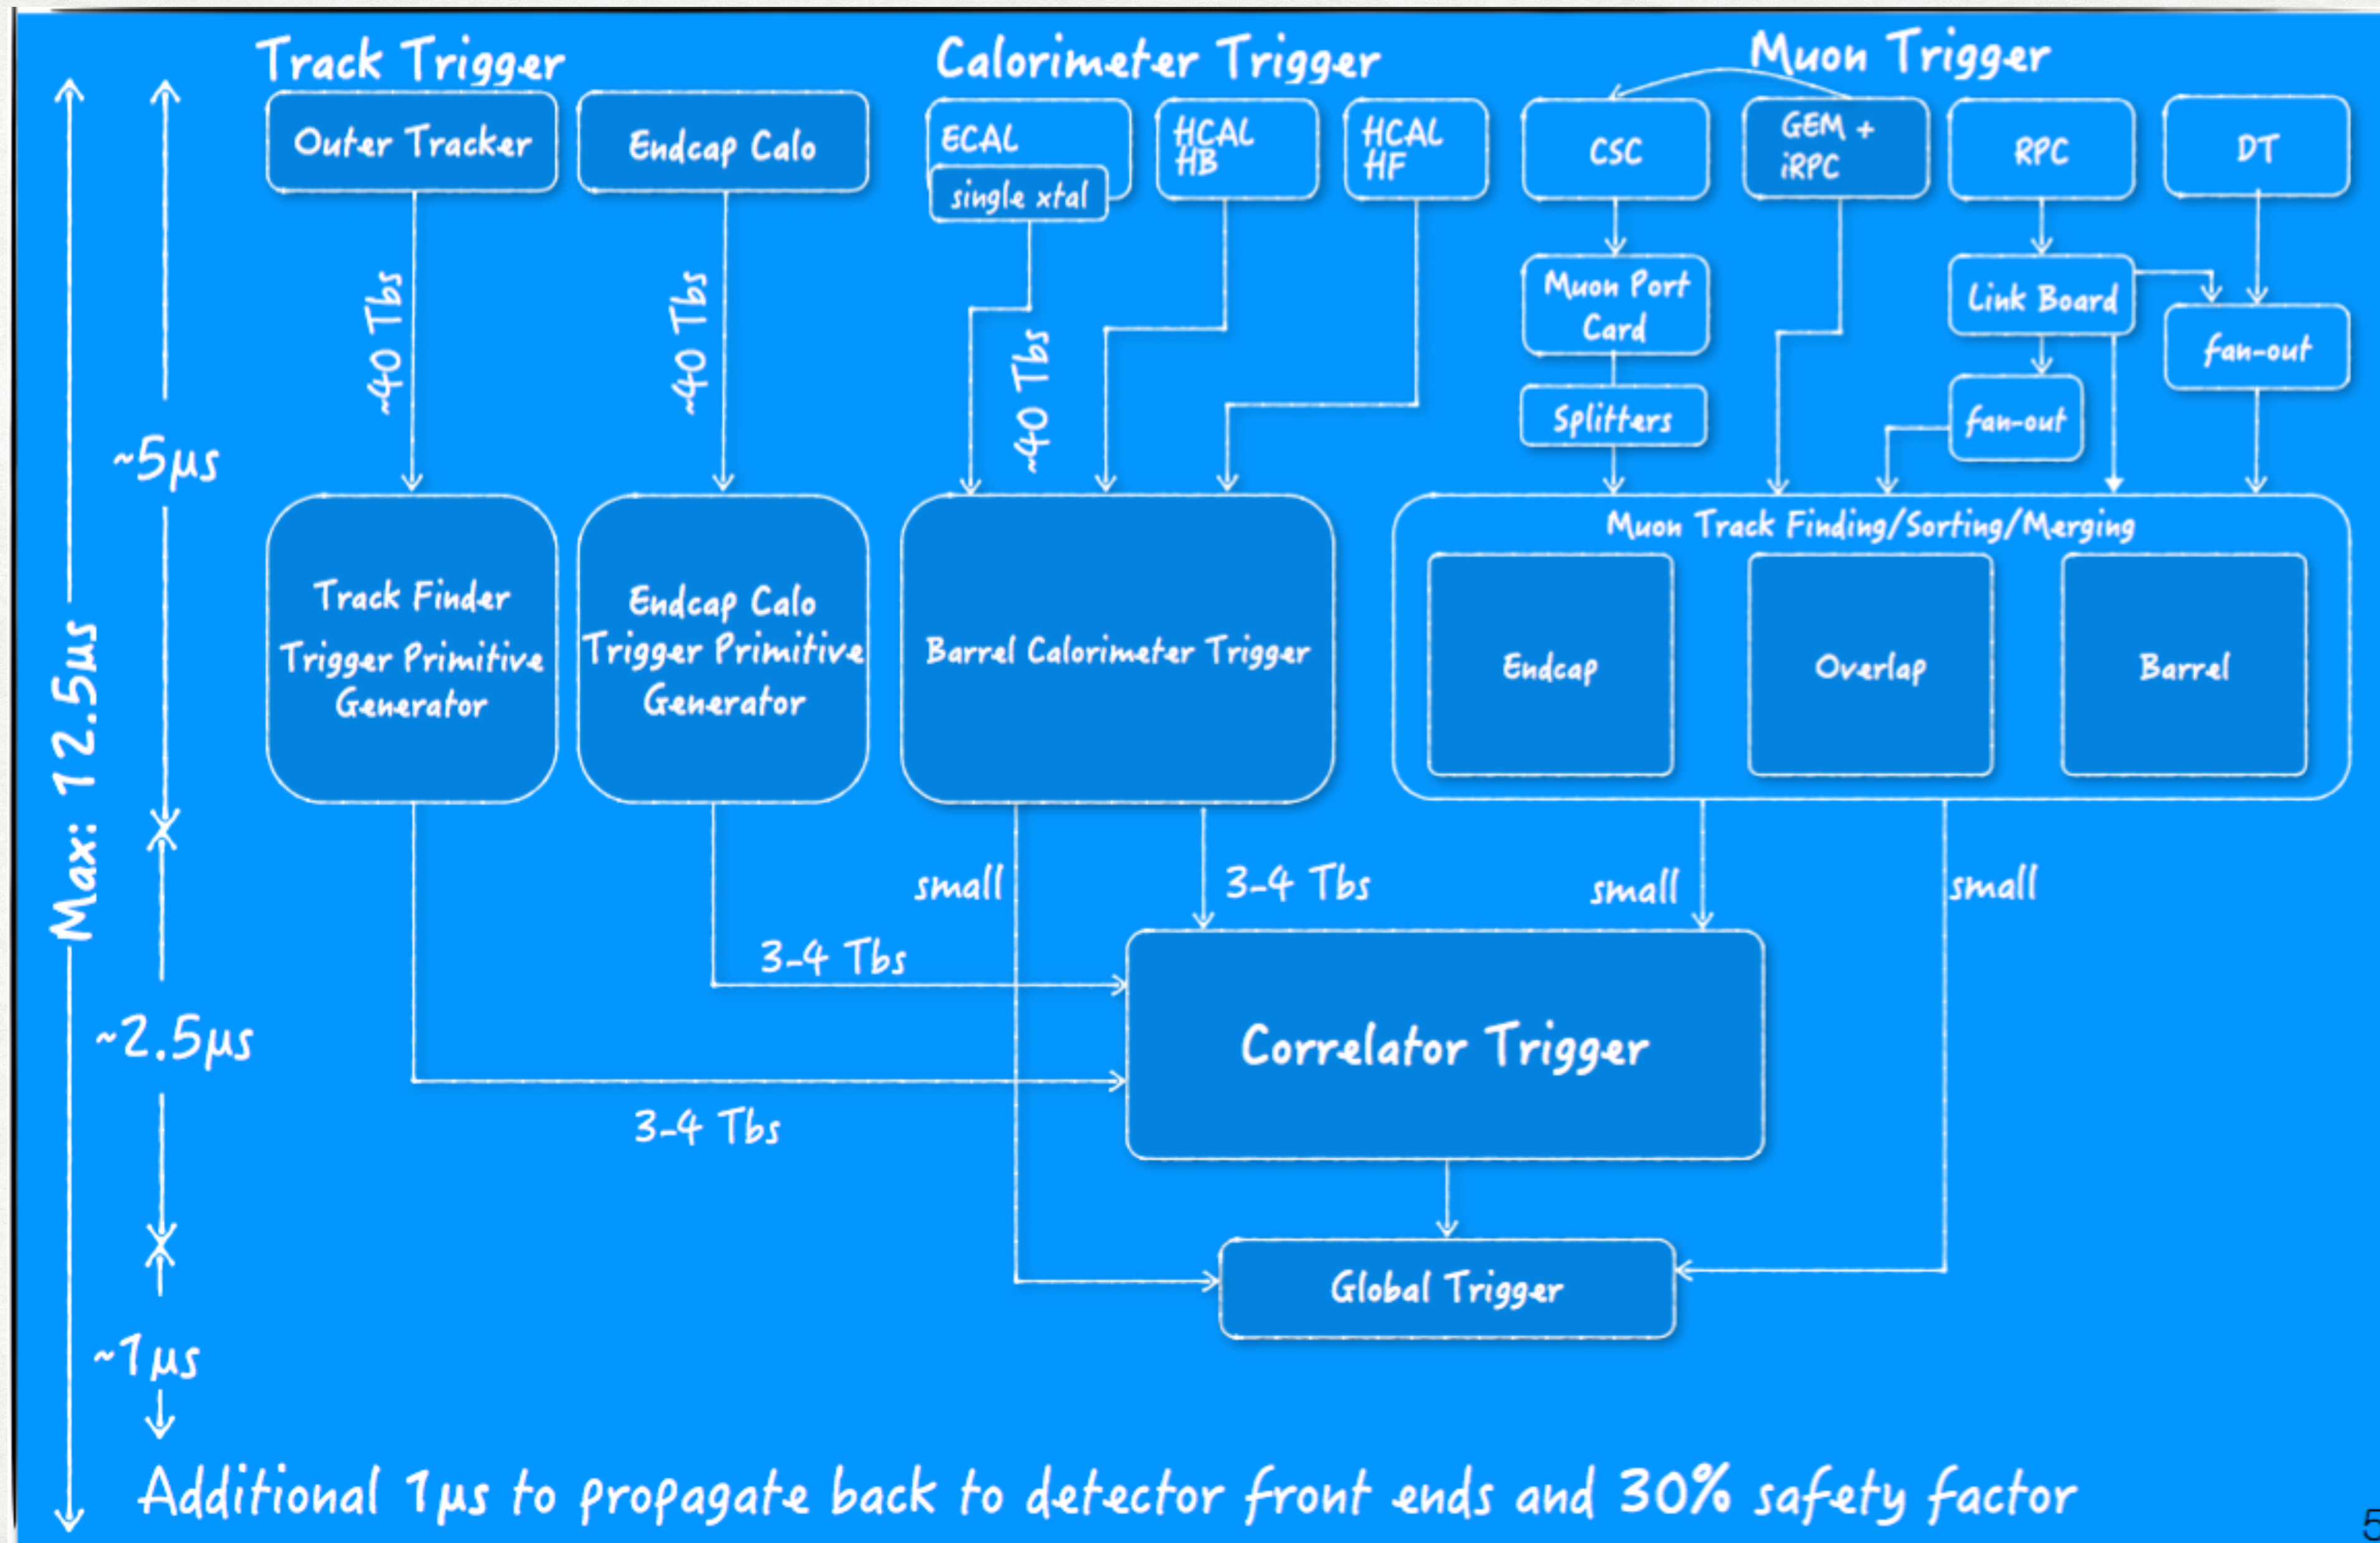 Track Trigger
Calorimeter Trigger
Muon Trigger
Outer Tracker
Endcap Calo
ECAL
single xtal
HCAL
HB
HCAL
HF
CSC
GEM +
iRPC
RPC
DT
Muon Port
Card
Link Board
fan-out
Splitters
fan-out
~40 Tbs
~40 Tbs
~40 Tbs
~5µs
Max: 12.5µs
Track Finder
Trigger Primitive
Generator
Endcap Calo
Trigger Primitive
Generator
Barrel Calorimeter Trigger
Muon Track Finding/Sorting/Merging
Endcap
Overlap
Barrel
small
3-4 Tbs
small
small
3-4 Tbs
~2.5µs
Correlator Trigger
3-4 Tbs
Global Trigger
~1µs
Additional 1µs to propagate back to detector front ends and 30% safety factor
5